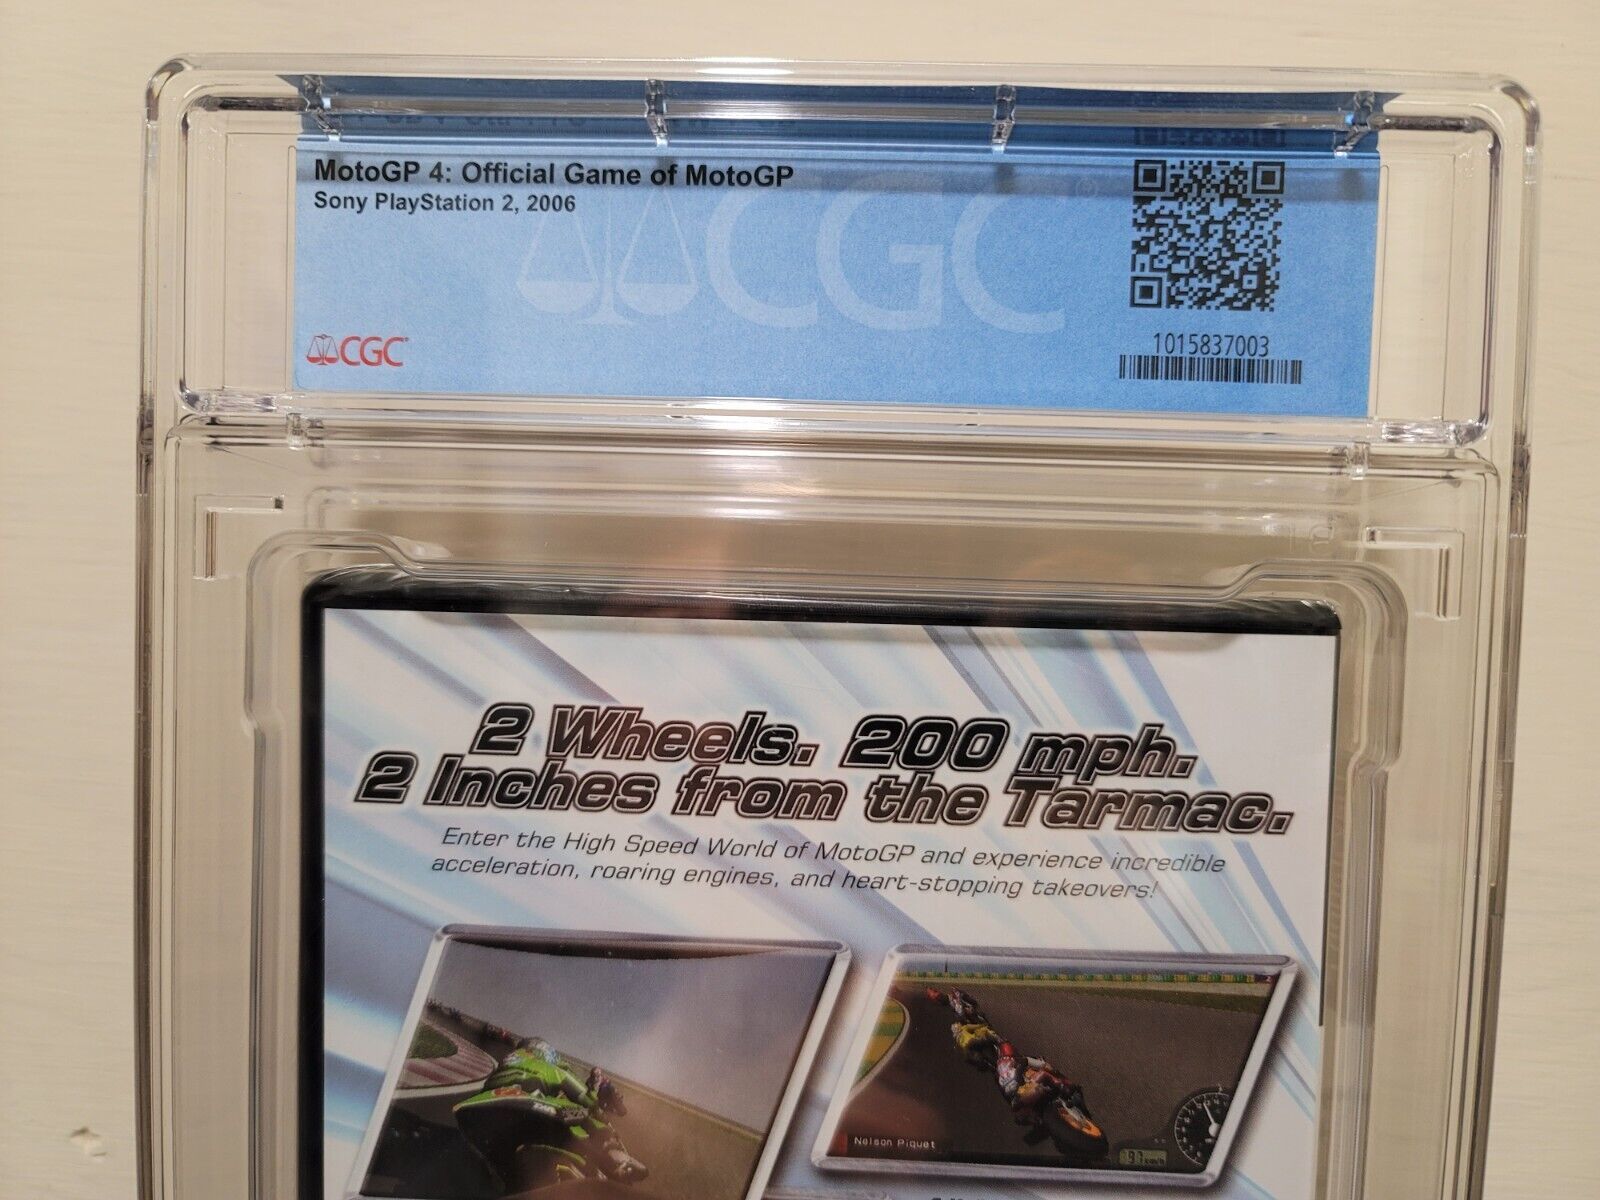 MotoGP 4: Official Game of MotoGP
Sony PlayStation 2, 2006
CGC
CGC
1015837003
2 Wheels. 200 mph.
2 Inches from the Tarmac.
Enter the High Speed World of MotoGP and experience incredible
acceleration, roaring engines, and heart-stopping takeovers!
Nelson Piquet